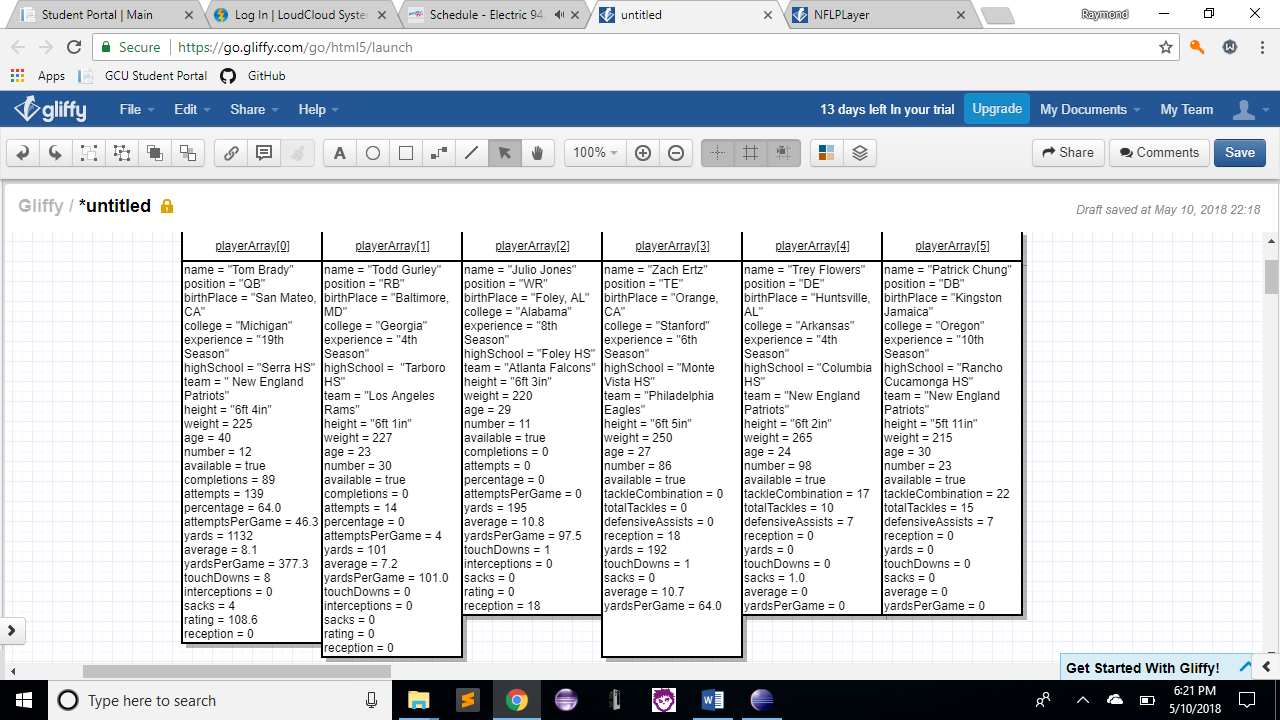 Student Portal | Main
Log In | LoudCloud Syste
Schedule - Electric 94.
untitled
NFLPLayer
Raymond
Secure
https://go.gliffy.com/go/html5/launch
Apps
GCU Student Portal
GitHub
gliffy
File
Edit
Share
Help
13 days left In your trial
Upgrade
My Documents
My Team
A
100%
Share
Comments
Save
Gliffy / *untitled
Draft saved at May 10, 2018 22:18
playerArray[0]
name = "Tom Brady"
position = "QB"
birthPlace = "San Mateo,
CA"
college = "Michigan"
experience = "19th
Season"
highSchool = "Serra HS"
team = " New England
Patriots"
height = "6ft 4in"
weight = 225
age = 40
number = 12
available = true
completions = 89
attempts = 139
percentage = 64.0
attemptsPerGame = 46.3
yards = 1132
average = 8.1
yardsPerGame = 377.3
touchDowns = 8
interceptions = 0
sacks = 4
rating = 108.6
reception = 0
playerArray[1]
name = "Todd Gurley"
position = "RB"
birthPlace = "Baltimore,
MD"
college = "Georgia"
experience = "4th
Season"
highSchool =  "Tarboro
HS"
team = "Los Angeles
Rams"
height = "6ft 1in"
weight = 227
age = 23
number = 30
available = true
completions = 0
attempts = 14
percentage = 0
attemptsPerGame = 4
yards = 101
average = 7.2
yardsPerGame = 101.0
touchDowns = 0
interceptions = 0
sacks = 0
rating = 0
reception = 0
playerArray[2]
name = "Julio Jones"
position = "WR"
birthPlace = "Foley, AL"
college = "Alabama"
experience = "8th
Season"
highSchool = "Foley HS"
team = "Atlanta Falcons"
height = "6ft 3in"
weight = 220
age = 29
number = 11
available = true
completions = 0
attempts = 0
percentage = 0
attemptsPerGame = 0
yards = 195
average = 10.8
yardsPerGame = 97.5
touchDowns = 1
interceptions = 0
sacks = 0
rating = 0
reception = 18
playerArray[3]
name = "Zach Ertz"
position = "TE"
birthPlace = "Orange,
CA"
college = "Stanford"
experience = "6th
Season"
highSchool = "Monte
Vista HS"
team = "Philadelphia
Eagles"
height = "6ft 5in"
weight = 250
age = 27
number = 86
available = true
tackleCombination = 0
totalTackles = 0
defensiveAssists = 0
reception = 18
yards = 192
touchDowns = 1
sacks = 0
average = 10.7
yardsPerGame = 64.0
playerArray[4]
name = "Trey Flowers"
position = "DE"
birthPlace = "Huntsville,
AL"
college = "Arkansas"
experience = "4th
Season"
highSchool = "Columbia
HS"
team = "New England
Patriots"
height = "6ft 2in"
weight = 265
age = 24
number = 98
available = true
tackleCombination = 17
totalTackles = 10
defensiveAssists = 7
reception = 0
yards = 0
touchDowns = 0
sacks = 1.0
average = 0
yardsPerGame = 0
playerArray[5]
name = "Patrick Chung"
position = "DB"
birthPlace = "Kingston
Jamaica"
college = "Oregon"
experience = "10th
Season"
highSchool = "Rancho
Cucamonga HS"
team = "New England
Patriots"
height = "5ft 11in"
weight = 215
age = 30
number = 23
available = true
tackleCombination = 22
totalTackles = 15
defensiveAssists = 7
reception = 0
yards = 0
touchDowns = 0
sacks = 0
average = 0
yardsPerGame = 0
Get Started With Gliffy!
Type here to search
6:21 PM
5/10/2018